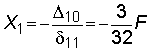 X₁ = −Δ₁₀/δ₁₁ = −3/32 F